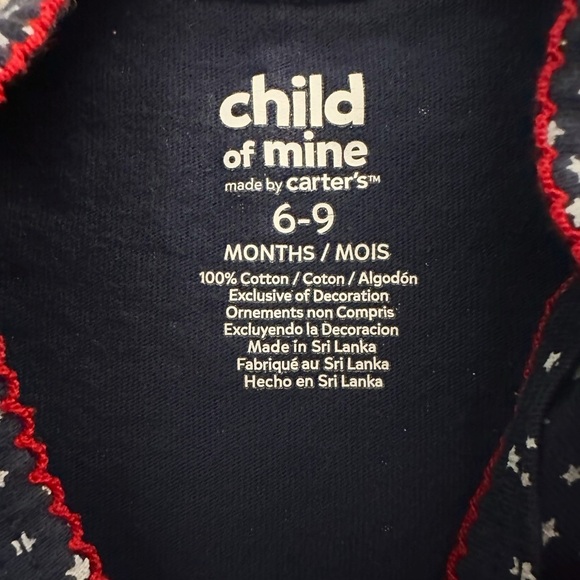 child
of mine
made by carter's™
6-9
MONTHS / MOIS
100% Cotton / Coton / Algodón
Exclusive of Decoration
Ornements non Compris
Excluyendo la Decoracion
Made in Sri Lanka
Fabriqué au Sri Lanka
Hecho en Sri Lanka